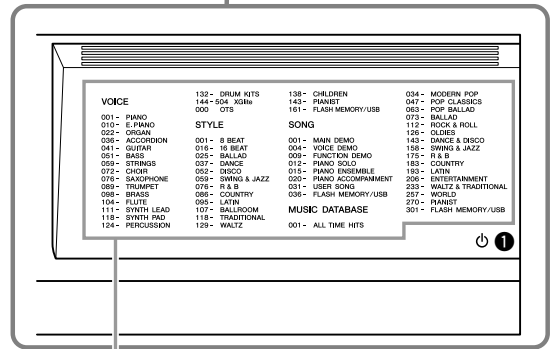 VOICE
001 - PIANO
010 - E.PIANO
022 - ORGAN
036 - ACCORDION
041 - GUITAR
051 - BASS
059 - STRINGS
072 - CHOIR
076 - SAXOPHONE
089 - TRUMPET
098 - BRASS
104 - FLUTE
111 - SYNTH LEAD
118 - SYNTH PAD
124 - PERCUSSION
132 - DRUM KITS
144 - 504 XGlite
000 OTS
STYLE
001 - 8 BEAT
016 - 16 BEAT
025 - BALLAD
037 - DANCE
052 - DISCO
059 - SWING & JAZZ
076 - R & B
086 - COUNTRY
095 - LATIN
107 - BALLROOM
118 - TRADITIONAL
129 - WALTZ
138 - CHILDREN
143 - PIANIST
161 - FLASH MEMORY/USB
SONG
001 - MAIN DEMO
004 - VOICE DEMO
009 - FUNCTION DEMO
012 - PIANO SOLO
015 - PIANO ENSEMBLE
020 - PIANO ACCOMPANIMENT
031 - USER SONG
036 - FLASH MEMORY/USB
MUSIC DATABASE
001 - ALL TIME HITS
034 - MODERN POP
047 - POP CLASSICS
063 - POP BALLAD
073 - BALLAD
112 - ROCK & ROLL
126 - OLDIES
143 - DANCE & DISCO
158 - SWING & JAZZ
175 - R & B
183 - COUNTRY
193 - LATIN
206 - ENTERTAINMENT
233 - WALTZ & TRADITIONAL
257 - WORLD
270 - PIANIST
301 - FLASH MEMORY/USB
1